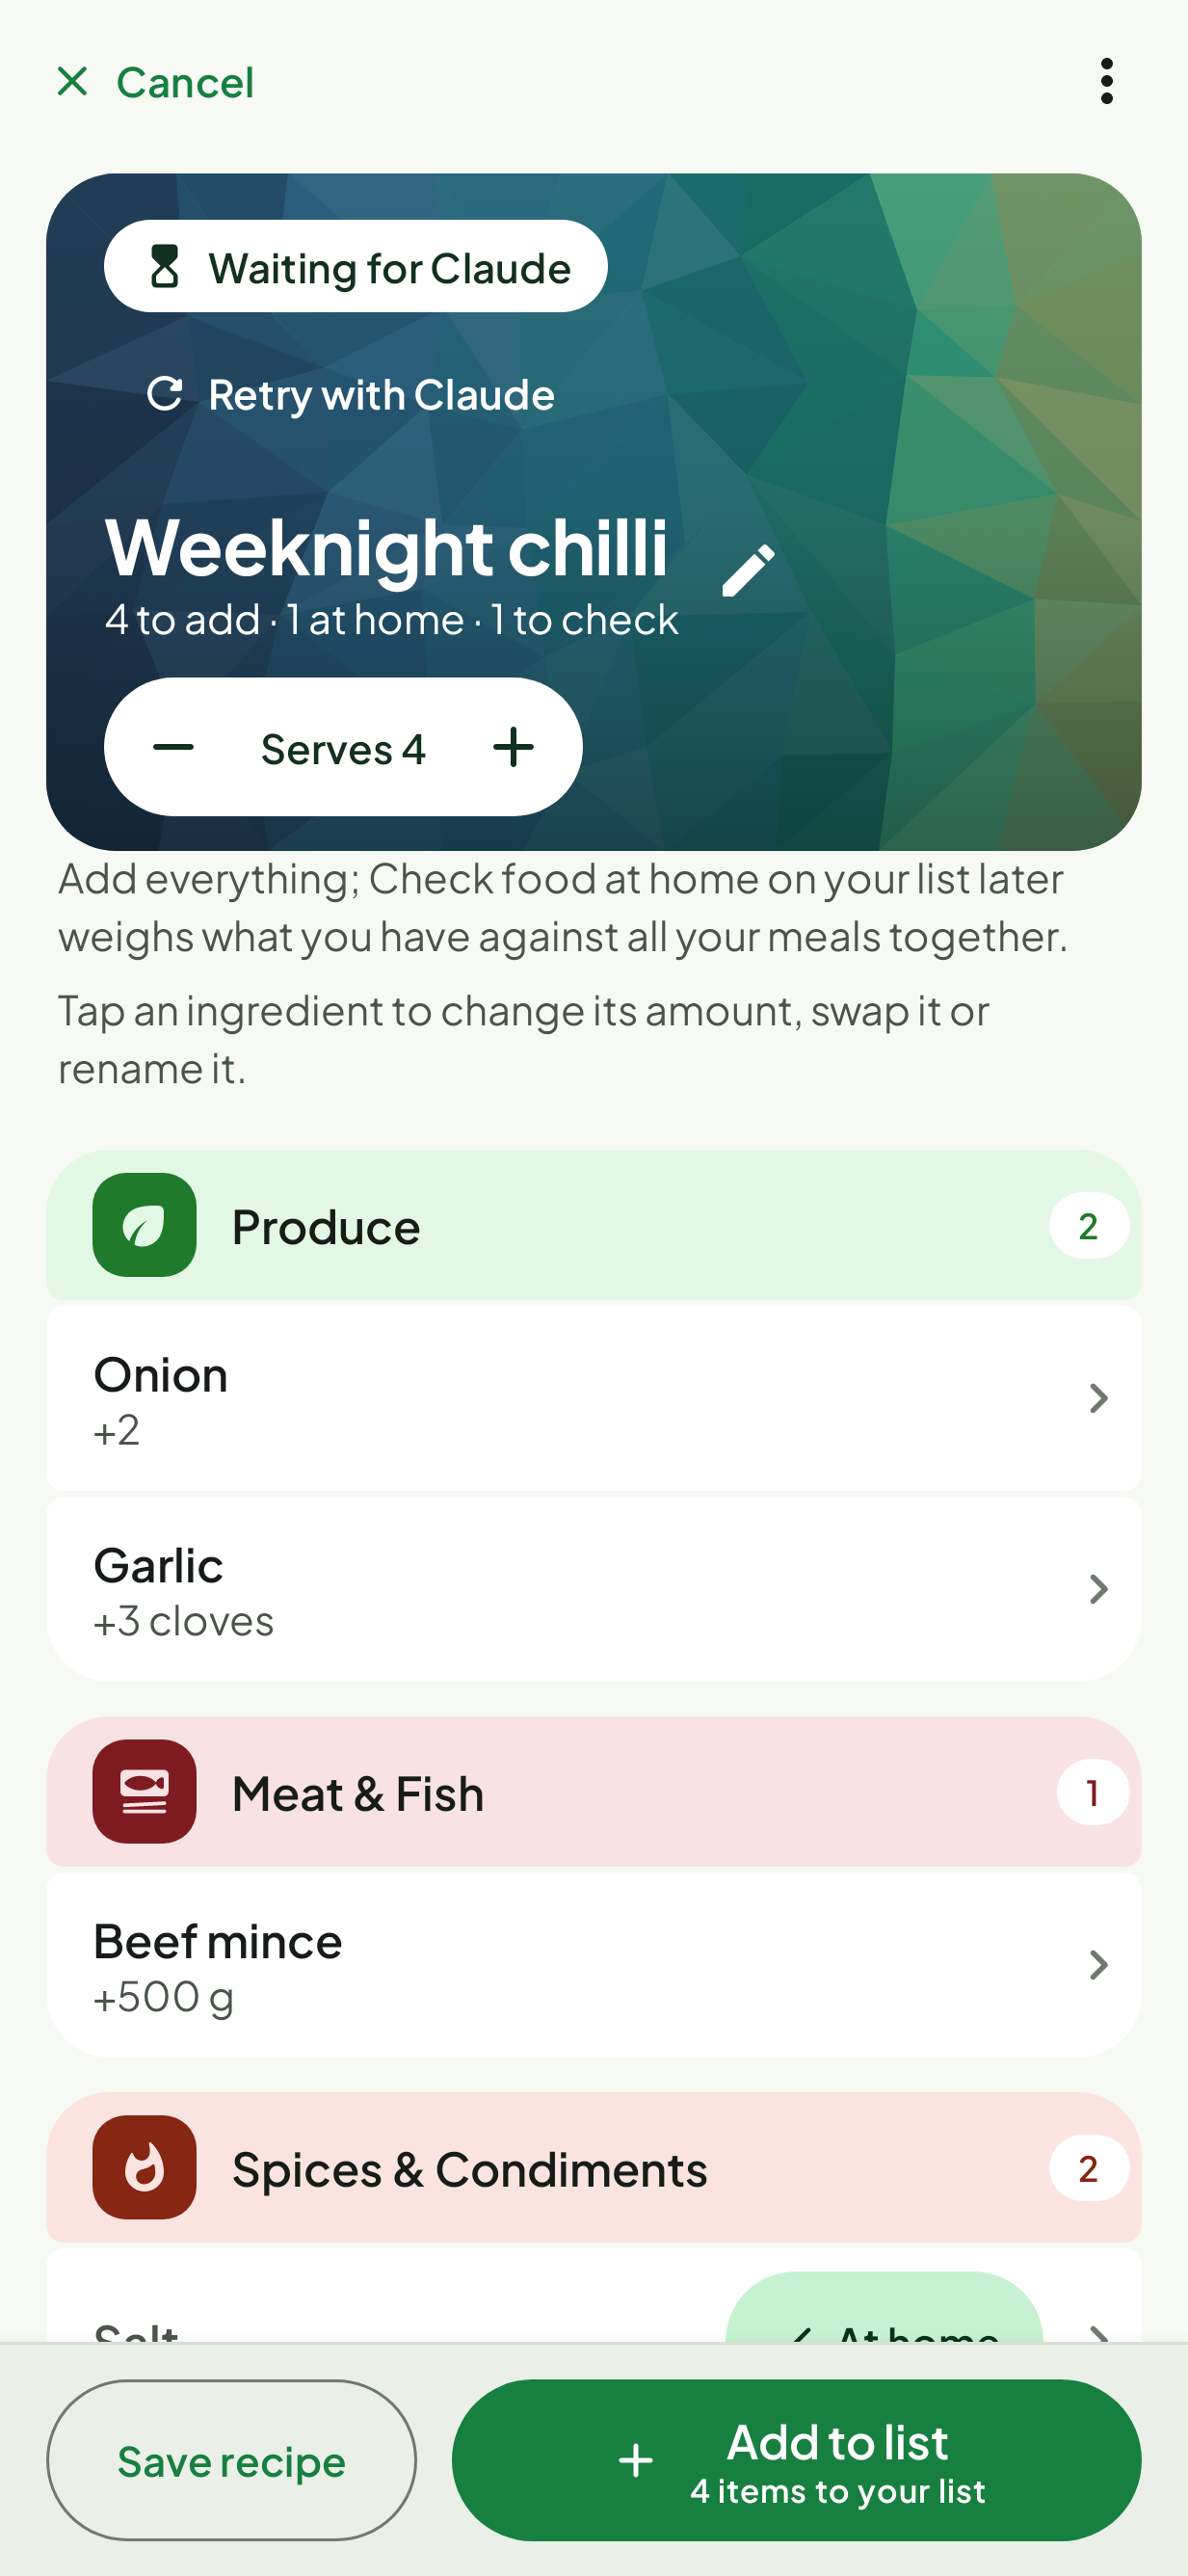 Cancel
Waiting for Claude
Retry with Claude
Weeknight chilli
4 to add · 1 at home · 1 to check
Serves 4
Add everything; Check food at home on your list later
weighs what you have against all your meals together.
Tap an ingredient to change its amount, swap it or
rename it.
Produce
2
Onion
+2
Garlic
+3 cloves
Meat & Fish
1
Beef mince
+500 g
Spices & Condiments
2
Salt
At home
Save recipe
Add to list
4 items to your list